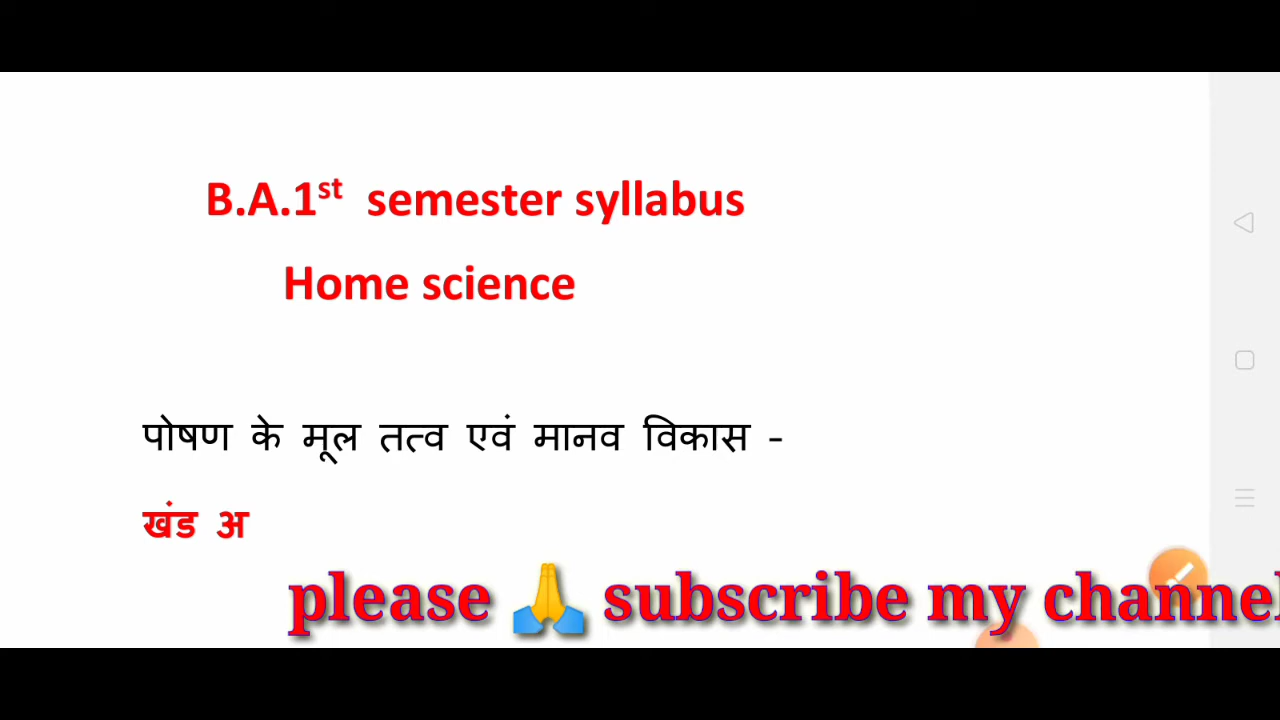 B.A.1st semester syllabus
Home science
पोषण के मूल तत्व एवं मानव विकास -
खंड अ
please 🙏 subscribe my channel